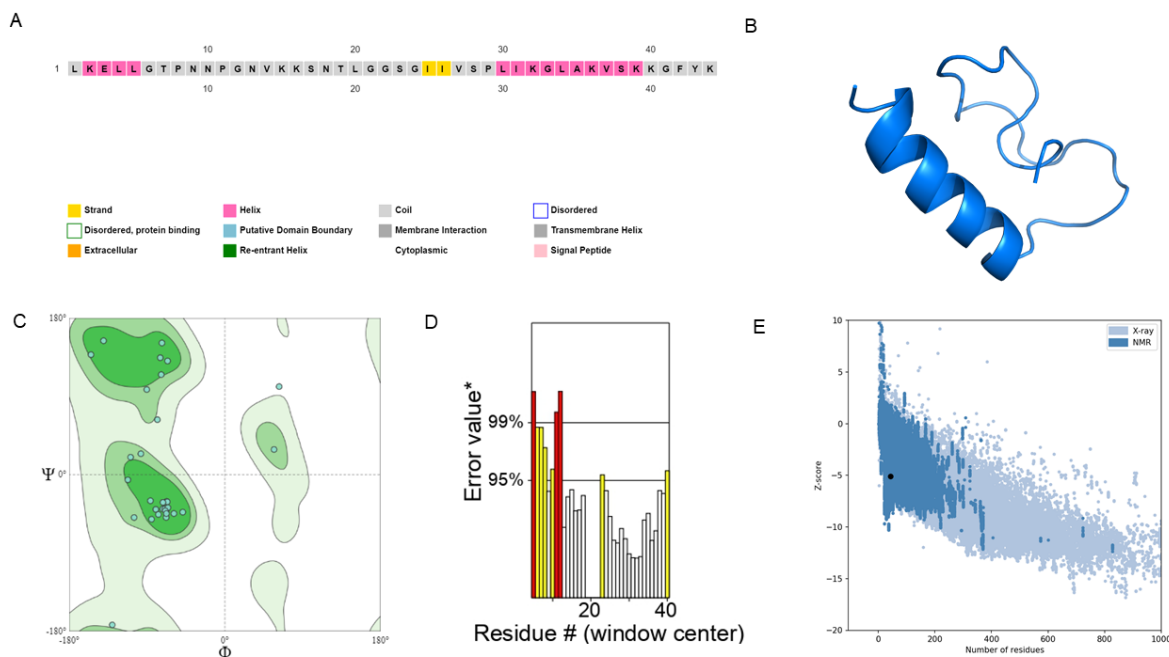 A
10 20 30 40
1 L K E L L G T P N N P G N V K K S N T L G G S G I I V S P L I K G L A K V S K K G F Y K
10 20 30 40
Strand Helix Coil Disordered
Disordered, protein binding Putative Domain Boundary Membrane Interaction Transmembrane Helix
Extracellular Re-entrant Helix Cytoplasmic Signal Peptide
B
C
180°
Ψ 0°
-180°
-180° 0° 180°
Φ
D
Error value*
99%
95%
20 40
Residue # (window center)
E
X-ray
NMR
10
5
0
−5
−10
−15
−20
Z-score
0 200 400 600 800 1000
Number of residues